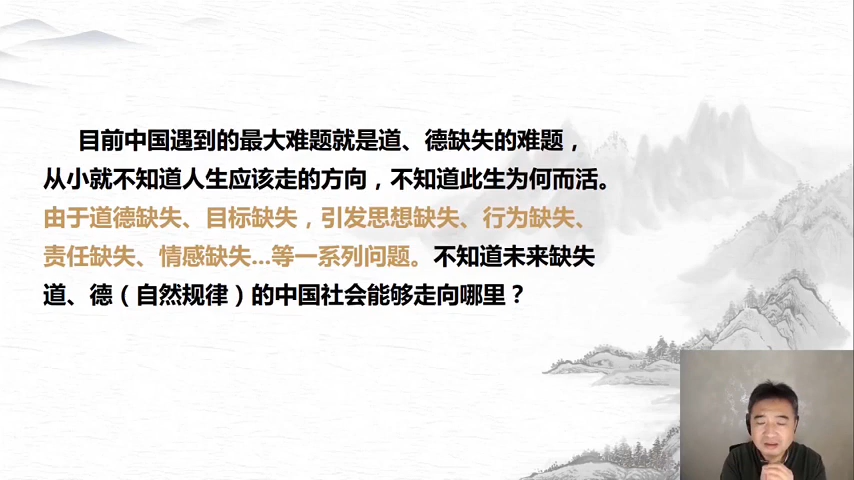 目前中国遇到的最大难题就是道、德缺失的难题，
从小就不知道人生应该走的方向，不知道此生为何而活。
由于道德缺失、目标缺失，引发思想缺失、行为缺失、
责任缺失、情感缺失...等一系列问题。不知道未来缺失
道、德（自然规律）的中国社会能够走向哪里？